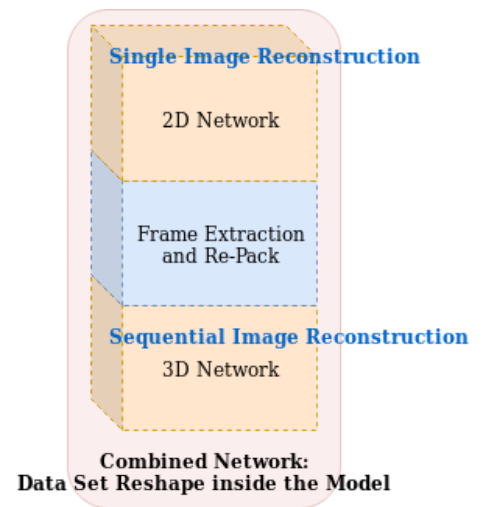 Single Image Reconstruction
2D Network
Frame Extraction
and Re-Pack
Sequential Image Reconstruction
3D Network
Combined Network:
Data Set Reshape inside the Model